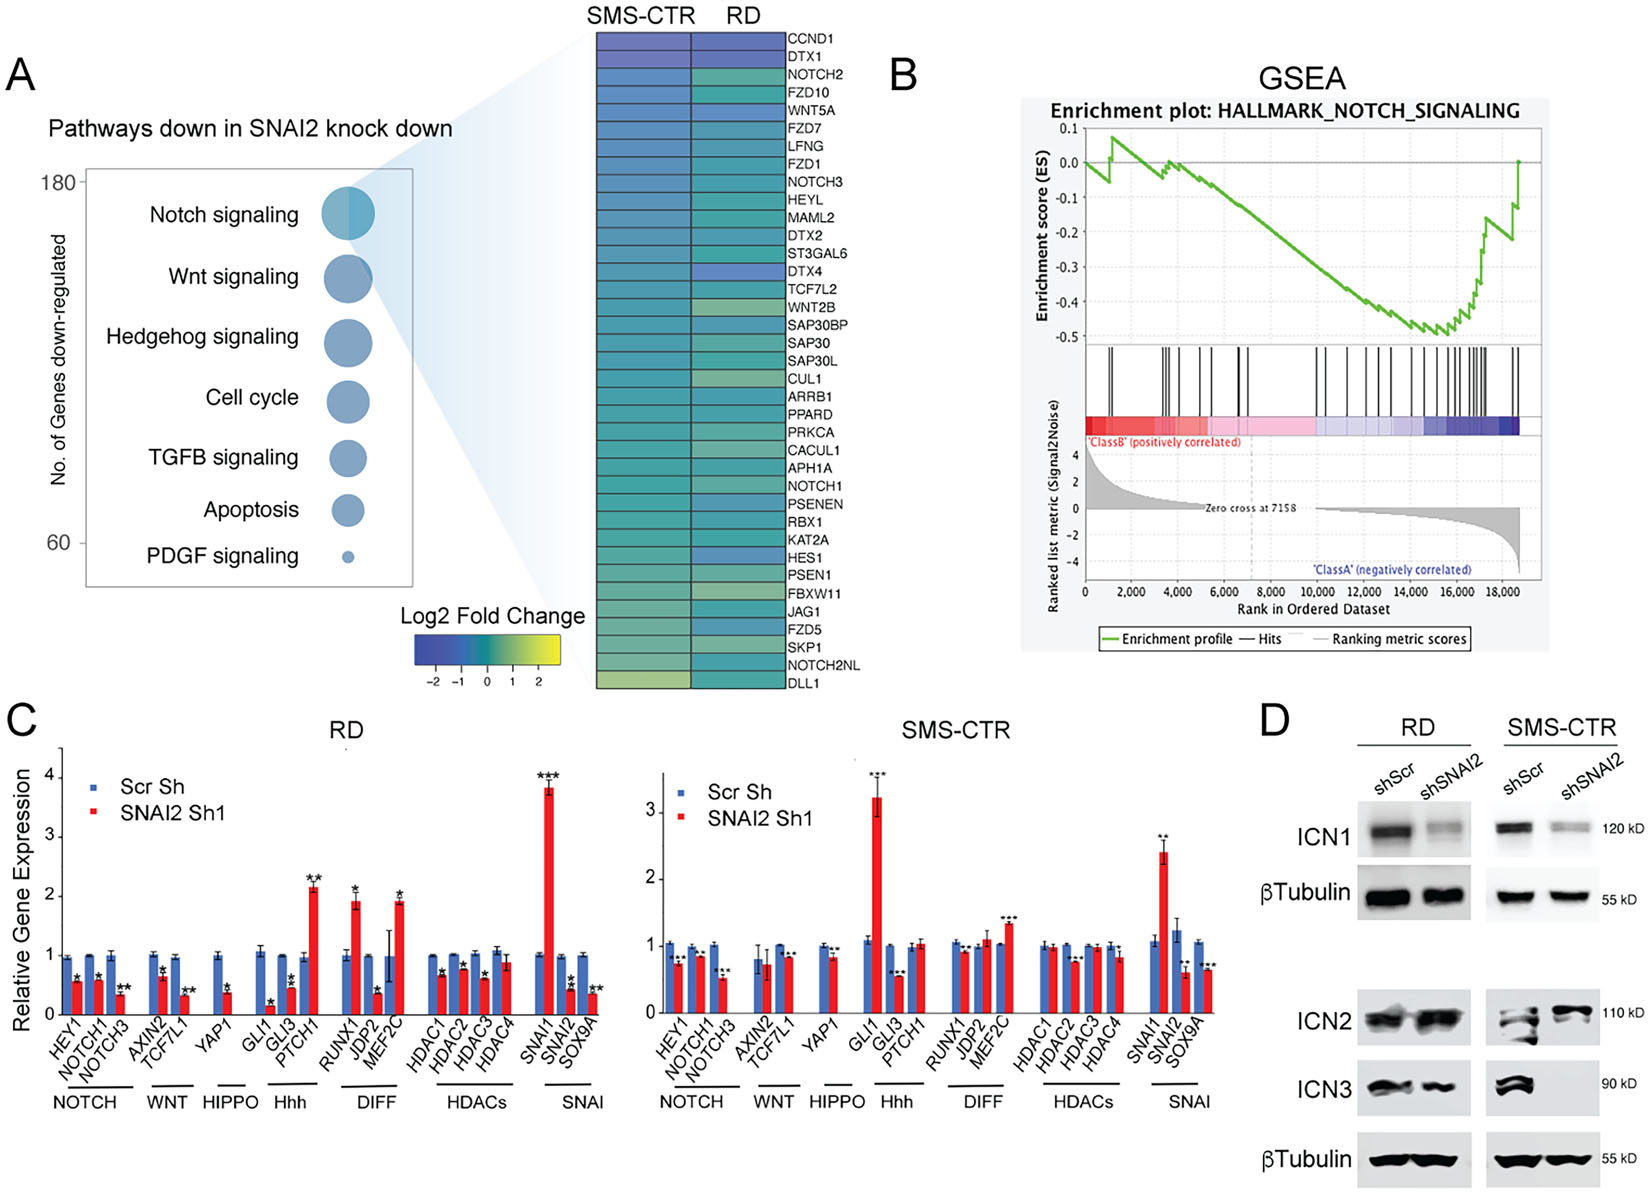 A
Pathways down in SNAI2 knock down
180
60
No. of Genes down-regulated
Notch signaling
Wnt signaling
Hedgehog signaling
Cell cycle
TGFB signaling
Apoptosis
PDGF signaling
Log2 Fold Change
−2 −1 0 1 2
SMS-CTR RD
CCND1
DTX1
NOTCH2
FZD10
WNT5A
FZD7
LFNG
FZD1
NOTCH3
HEYL
MAML2
DTX2
ST3GAL6
DTX4
TCF7L2
WNT2B
SAP30BP
SAP30
SAP30L
CUL1
ARRB1
PPARD
PRKCA
CACUL1
APH1A
NOTCH1
PSENEN
RBX1
KAT2A
HES1
PSEN1
FBXW11
JAG1
FZD5
SKP1
NOTCH2NL
DLL1
B
GSEA
Enrichment plot: HALLMARK_NOTCH_SIGNALING
Enrichment score (ES)
0.1
0.0
-0.1
-0.2
-0.3
-0.4
-0.5
Ranked list metric (Signal2Noise)
'ClassB' (positively correlated)
4
2
0
-2
-4
Zero cross at 7158
'ClassA' (negatively correlated)
0 2,000 4,000 6,000 8,000 10,000 12,000 14,000 16,000 18,000
Rank in Ordered Dataset
Enrichment profile Hits Ranking metric scores
C
RD
Relative Gene Expression
4
3
2
1
0
Scr Sh
SNAI2 Sh1
* * ** * ** * * ** ** * * * * * * *** ** **
HEY1 NOTCH1 NOTCH3 AXIN2 TCF7L1 YAP1 GLI1 GLI3 PTCH1 RUNX1 JDP2 MEF2C HDAC1 HDAC2 HDAC3 HDAC4 SNAI1 SNAI2 SOX9A
NOTCH WNT HIPPO Hhh DIFF HDACs SNAI
SMS-CTR
3
2
1
0
Scr Sh
SNAI2 Sh1
*** ** *** *** ** *** *** ** *** *** * ** ** ***
HEY1 NOTCH1 NOTCH3 AXIN2 TCF7L1 YAP1 GLI1 GLI3 PTCH1 RUNX1 JDP2 MEF2C HDAC1 HDAC2 HDAC3 HDAC4 SNAI1 SNAI2 SOX9A
NOTCH WNT HIPPO Hhh DIFF HDACs SNAI
D
RD SMS-CTR
shScr shSNAI2 shScr shSNAI2
ICN1 120 kD
βTubulin 55 kD
ICN2 110 kD
ICN3 90 kD
βTubulin 55 kD